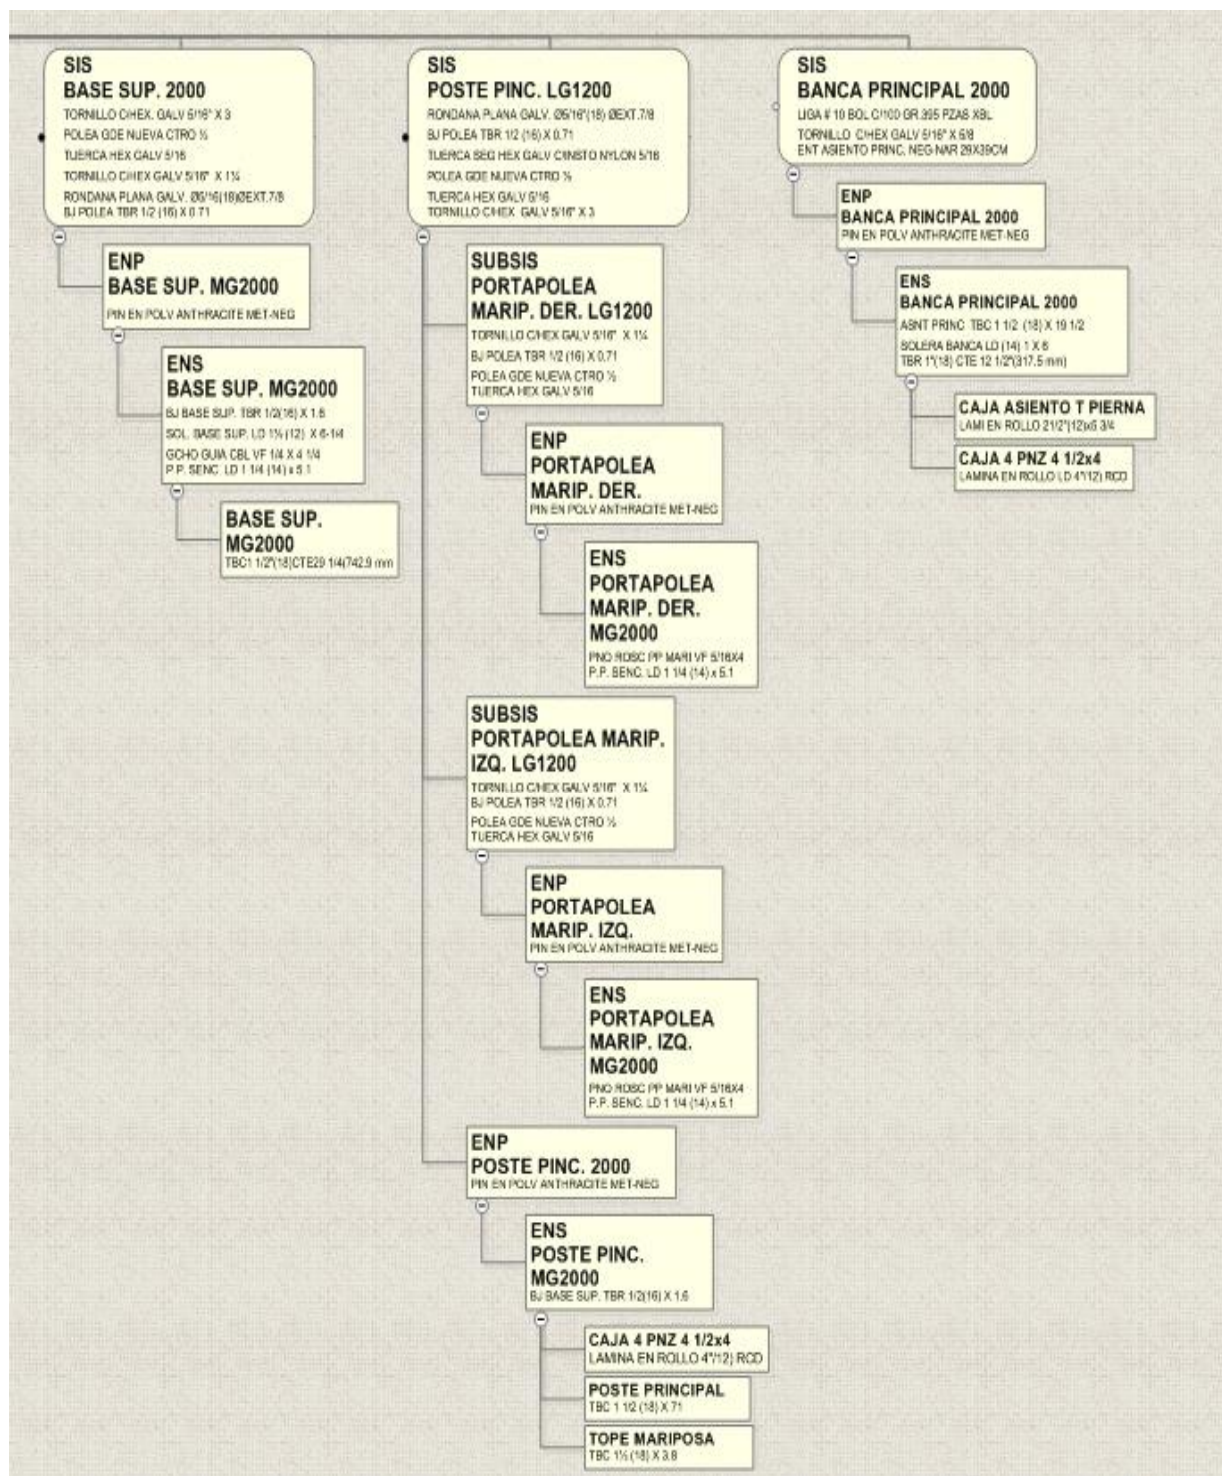 SIS
BASE SUP. 2000
TORNILLO C/HEX. GALV 5/16" X 3
POLEA GDE NUEVA CTRO ½
TUERCA HEX GALV 5/16
TORNILLO C/HEX GALV 5/16" X 1¼
RONDANA PLANA GALV. Ø5/16(18)ØEXT.7/8
BJ POLEA TBR 1/2 (16) X 0.71
ENP
BASE SUP. MG2000
PIN EN POLV ANTHRACITE MET-NEG
ENS
BASE SUP. MG2000
BJ BASE SUP. TBR 1/2(16) X 1.6
SOL. BASE SUP. LD 1½ (12) X 6-1/4
GCHO GUIA CBL VF 1/4 X 4 1/4
P.P. SENC. LD 1 1/4 (14) x 5.1
BASE SUP.
MG2000
TBC1 1/2"(18)CTE29 1/4(742.9 mm
SIS
POSTE PINC. LG1200
RONDANA PLANA GALV. Ø5/16"(18) ØEXT.7/8
BJ POLEA TBR 1/2 (16) X 0.71
TUERCA SEG HEX GALV C/INSTO NYLON 5/16
POLEA GDE NUEVA CTRO ½
TUERCA HEX GALV 5/16
TORNILLO C/HEX GALV 5/16" X 3
SUBSIS
PORTAPOLEA
MARIP. DER. LG1200
TORNILLO C/HEX GALV 5/16" X 1¼
BJ POLEA TBR 1/2 (16) X 0.71
POLEA GDE NUEVA CTRO ½
TUERCA HEX GALV 5/16
ENP
PORTAPOLEA
MARIP. DER.
PIN EN POLV ANTHRACITE MET-NEG
ENS
PORTAPOLEA
MARIP. DER.
MG2000
PNO ROSC PP MARI VF 5/16X4
P.P. SENC. LD 1 1/4 (14) x 5.1
SUBSIS
PORTAPOLEA MARIP.
IZQ. LG1200
TORNILLO C/HEX GALV 5/16" X 1¼
BJ POLEA TBR 1/2 (16) X 0.71
POLEA GDE NUEVA CTRO ½
TUERCA HEX GALV 5/16
ENP
PORTAPOLEA
MARIP. IZQ.
PIN EN POLV ANTHRACITE MET-NEG
ENS
PORTAPOLEA
MARIP. IZQ.
MG2000
PNO ROSC PP MARI VF 5/16X4
P.P. SENC. LD 1 1/4 (14) x 5.1
ENP
POSTE PINC. 2000
PIN EN POLV ANTHRACITE MET-NEG
ENS
POSTE PINC.
MG2000
BJ BASE SUP. TBR 1/2(16) X 1.6
CAJA 4 PNZ 4 1/2x4
LAMINA EN ROLLO 4"/12) RCD
POSTE PRINCIPAL
TBC 1 1/2 (18) X 71
TOPE MARIPOSA
TBC 1½ (18) X 3.8
SIS
BANCA PRINCIPAL 2000
LIGA # 10 BOL C/100 GR.395 PZAS XBL
TORNILLO C/HEX GALV 5/16" X 5/8
ENT ASIENTO PRINC. NEG-NAR 29X39CM
ENP
BANCA PRINCIPAL 2000
PIN EN POLV ANTHRACITE MET-NEG
ENS
BANCA PRINCIPAL 2000
ASNT PRINC TBC 1 1/2 (18) X 19 1/2
SOLERA BANCA LD (14) 1 X 6
TBR 1"(18) CTE 12 1/2"(317.5 mm)
CAJA ASIENTO T PIERNA
LAMI EN ROLLO 21/2"(12)x5 3/4
CAJA 4 PNZ 4 1/2x4
LAMINA EN ROLLO LD 4"/12) RCD